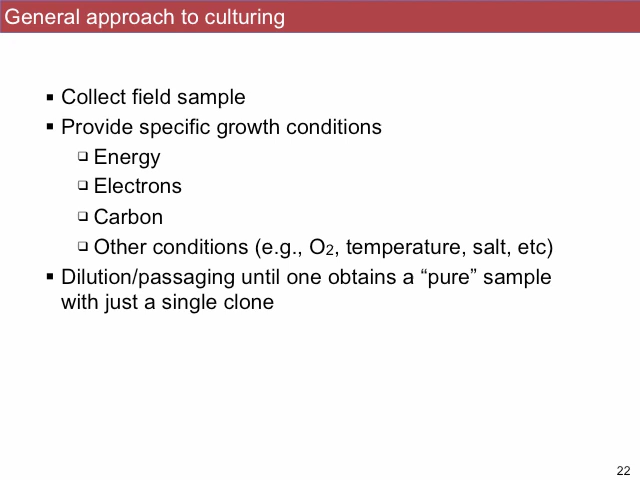 General approach to culturing
▪ Collect field sample
▪ Provide specific growth conditions
❑ Energy
❑ Electrons
❑ Carbon
❑ Other conditions (e.g., O2, temperature, salt, etc)
▪ Dilution/passaging until one obtains a “pure” sample
with just a single clone
22